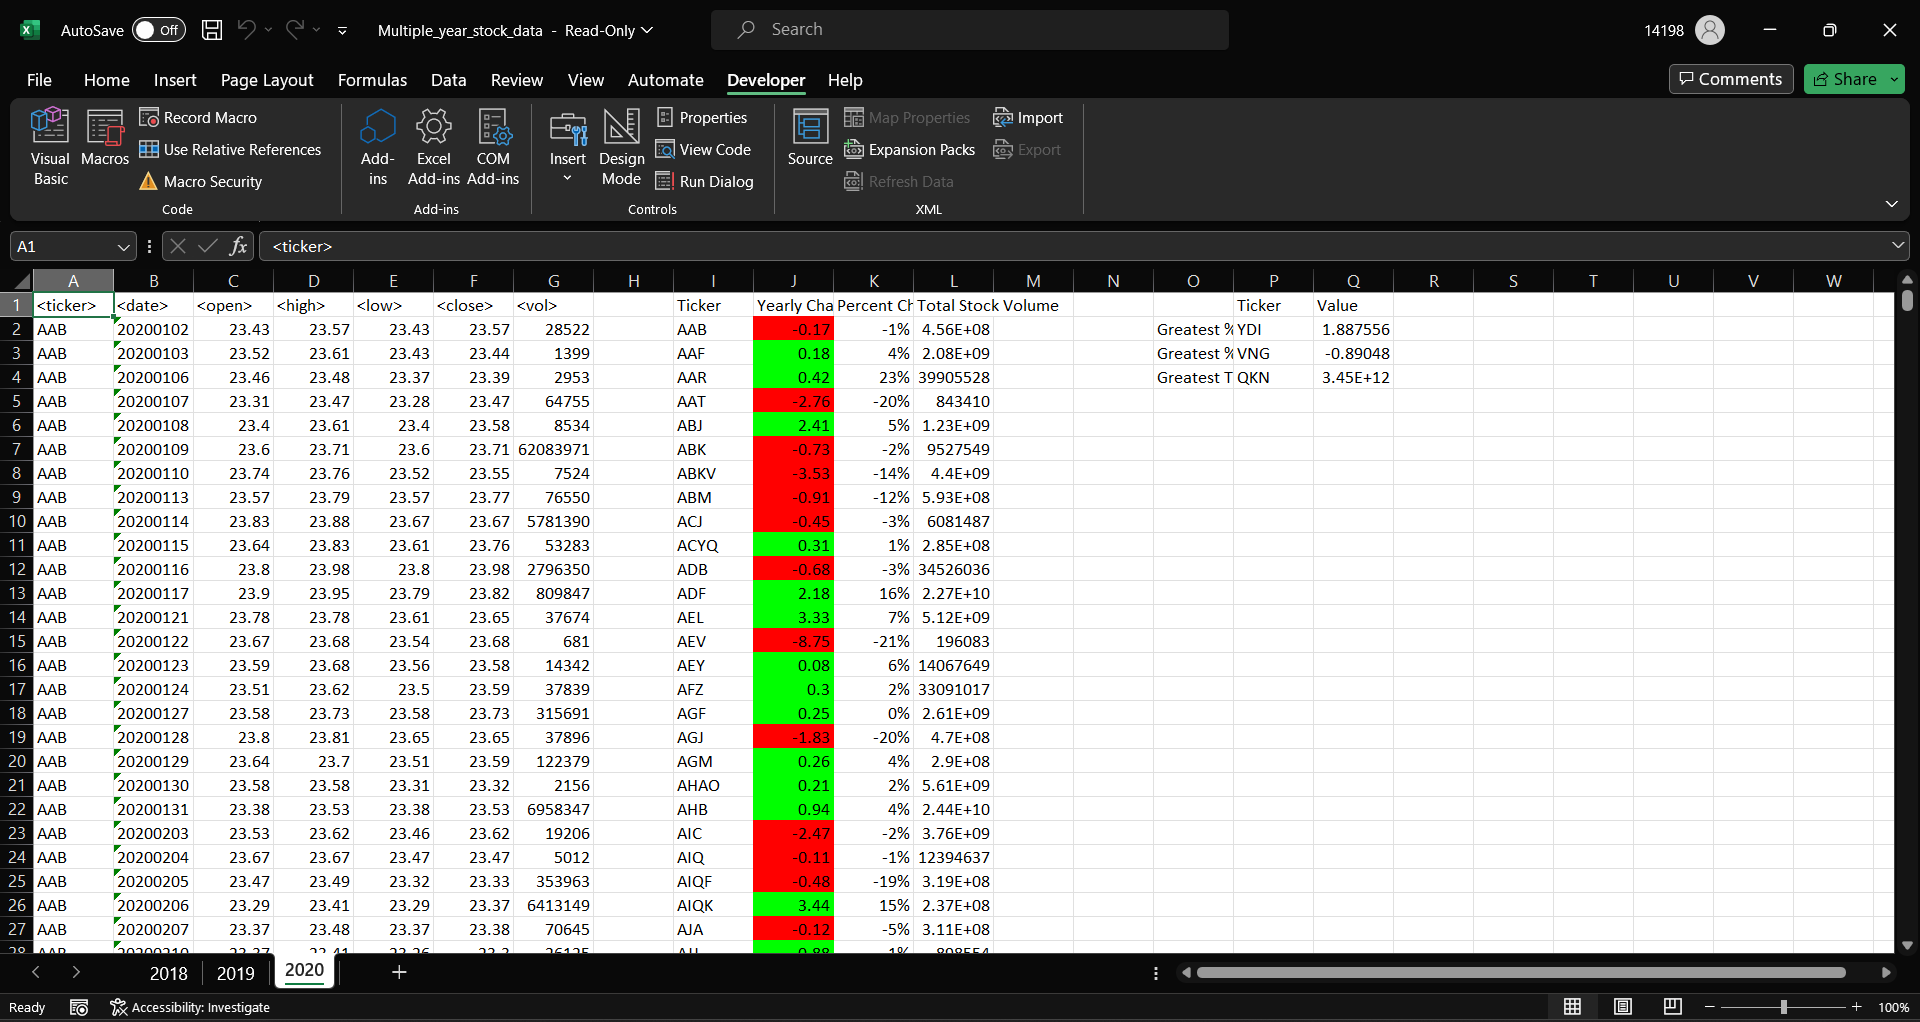 AutoSave Off Multiple_year_stock_data - Read-Only Search 14198
File Home Insert Page Layout Formulas Data Review View Automate Developer Help Comments Share
Visual Basic Macros Record Macro Use Relative References Macro Security Code
Add-ins Excel Add-ins COM Add-ins Add-ins
Insert Design Mode Properties View Code Run Dialog Controls
Source Map Properties Expansion Packs Refresh Data Import Export XML
A1 fx <ticker>
A B C D E F G H I J K L M N O P Q R S T U V W
1 <ticker> <date> <open> <high> <low> <close> <vol> Ticker Yearly Cha Percent Ch Total Stock Volume Ticker Value
2 AAB 20200102 23.43 23.57 23.43 23.57 28522 AAB -0.17 -1% 4.56E+08 Greatest % YDI 1.887556
3 AAB 20200103 23.52 23.61 23.43 23.44 1399 AAF 0.18 4% 2.08E+09 Greatest % VNG -0.89048
4 AAB 20200106 23.46 23.48 23.37 23.39 2953 AAR 0.42 23% 39905528 Greatest T QKN 3.45E+12
5 AAB 20200107 23.31 23.47 23.28 23.47 64755 AAT -2.76 -20% 843410
6 AAB 20200108 23.4 23.61 23.4 23.58 8534 ABJ 2.41 5% 1.23E+09
7 AAB 20200109 23.6 23.71 23.6 23.71 62083971 ABK -0.73 -2% 9527549
8 AAB 20200110 23.74 23.76 23.52 23.55 7524 ABKV -3.53 -14% 4.4E+09
9 AAB 20200113 23.57 23.79 23.57 23.77 76550 ABM -0.91 -12% 5.93E+08
10 AAB 20200114 23.83 23.88 23.67 23.67 5781390 ACJ -0.45 -3% 6081487
11 AAB 20200115 23.64 23.83 23.61 23.76 53283 ACYQ 0.31 1% 2.85E+08
12 AAB 20200116 23.8 23.98 23.8 23.98 2796350 ADB -0.68 -3% 34526036
13 AAB 20200117 23.9 23.95 23.79 23.82 809847 ADF 2.18 16% 2.27E+10
14 AAB 20200121 23.78 23.78 23.61 23.65 37674 AEL 3.33 7% 5.12E+09
15 AAB 20200122 23.67 23.68 23.54 23.68 681 AEV -8.75 -21% 196083
16 AAB 20200123 23.59 23.68 23.56 23.58 14342 AEY 0.08 6% 14067649
17 AAB 20200124 23.51 23.62 23.5 23.59 37839 AFZ 0.3 2% 33091017
18 AAB 20200127 23.58 23.73 23.58 23.73 315691 AGF 0.25 0% 2.61E+09
19 AAB 20200128 23.8 23.81 23.65 23.65 37896 AGJ -1.83 -20% 4.7E+08
20 AAB 20200129 23.64 23.7 23.51 23.59 122379 AGM 0.26 4% 2.9E+08
21 AAB 20200130 23.58 23.58 23.31 23.32 2156 AHAO 0.21 2% 5.61E+09
22 AAB 20200131 23.38 23.53 23.38 23.53 6958347 AHB 0.94 4% 2.44E+10
23 AAB 20200203 23.53 23.62 23.46 23.62 19206 AIC -2.47 -2% 3.76E+09
24 AAB 20200204 23.67 23.67 23.47 23.47 5012 AIQ -0.11 -1% 12394637
25 AAB 20200205 23.47 23.49 23.32 23.33 353963 AIQF -0.48 -19% 3.19E+08
26 AAB 20200206 23.29 23.41 23.29 23.37 6413149 AIQK 3.44 15% 2.37E+08
27 AAB 20200207 23.37 23.48 23.37 23.38 70645 AJA -0.12 -5% 3.11E+08
28 AAB 20200210
2018 2019 2020
Ready Accessibility: Investigate 100%